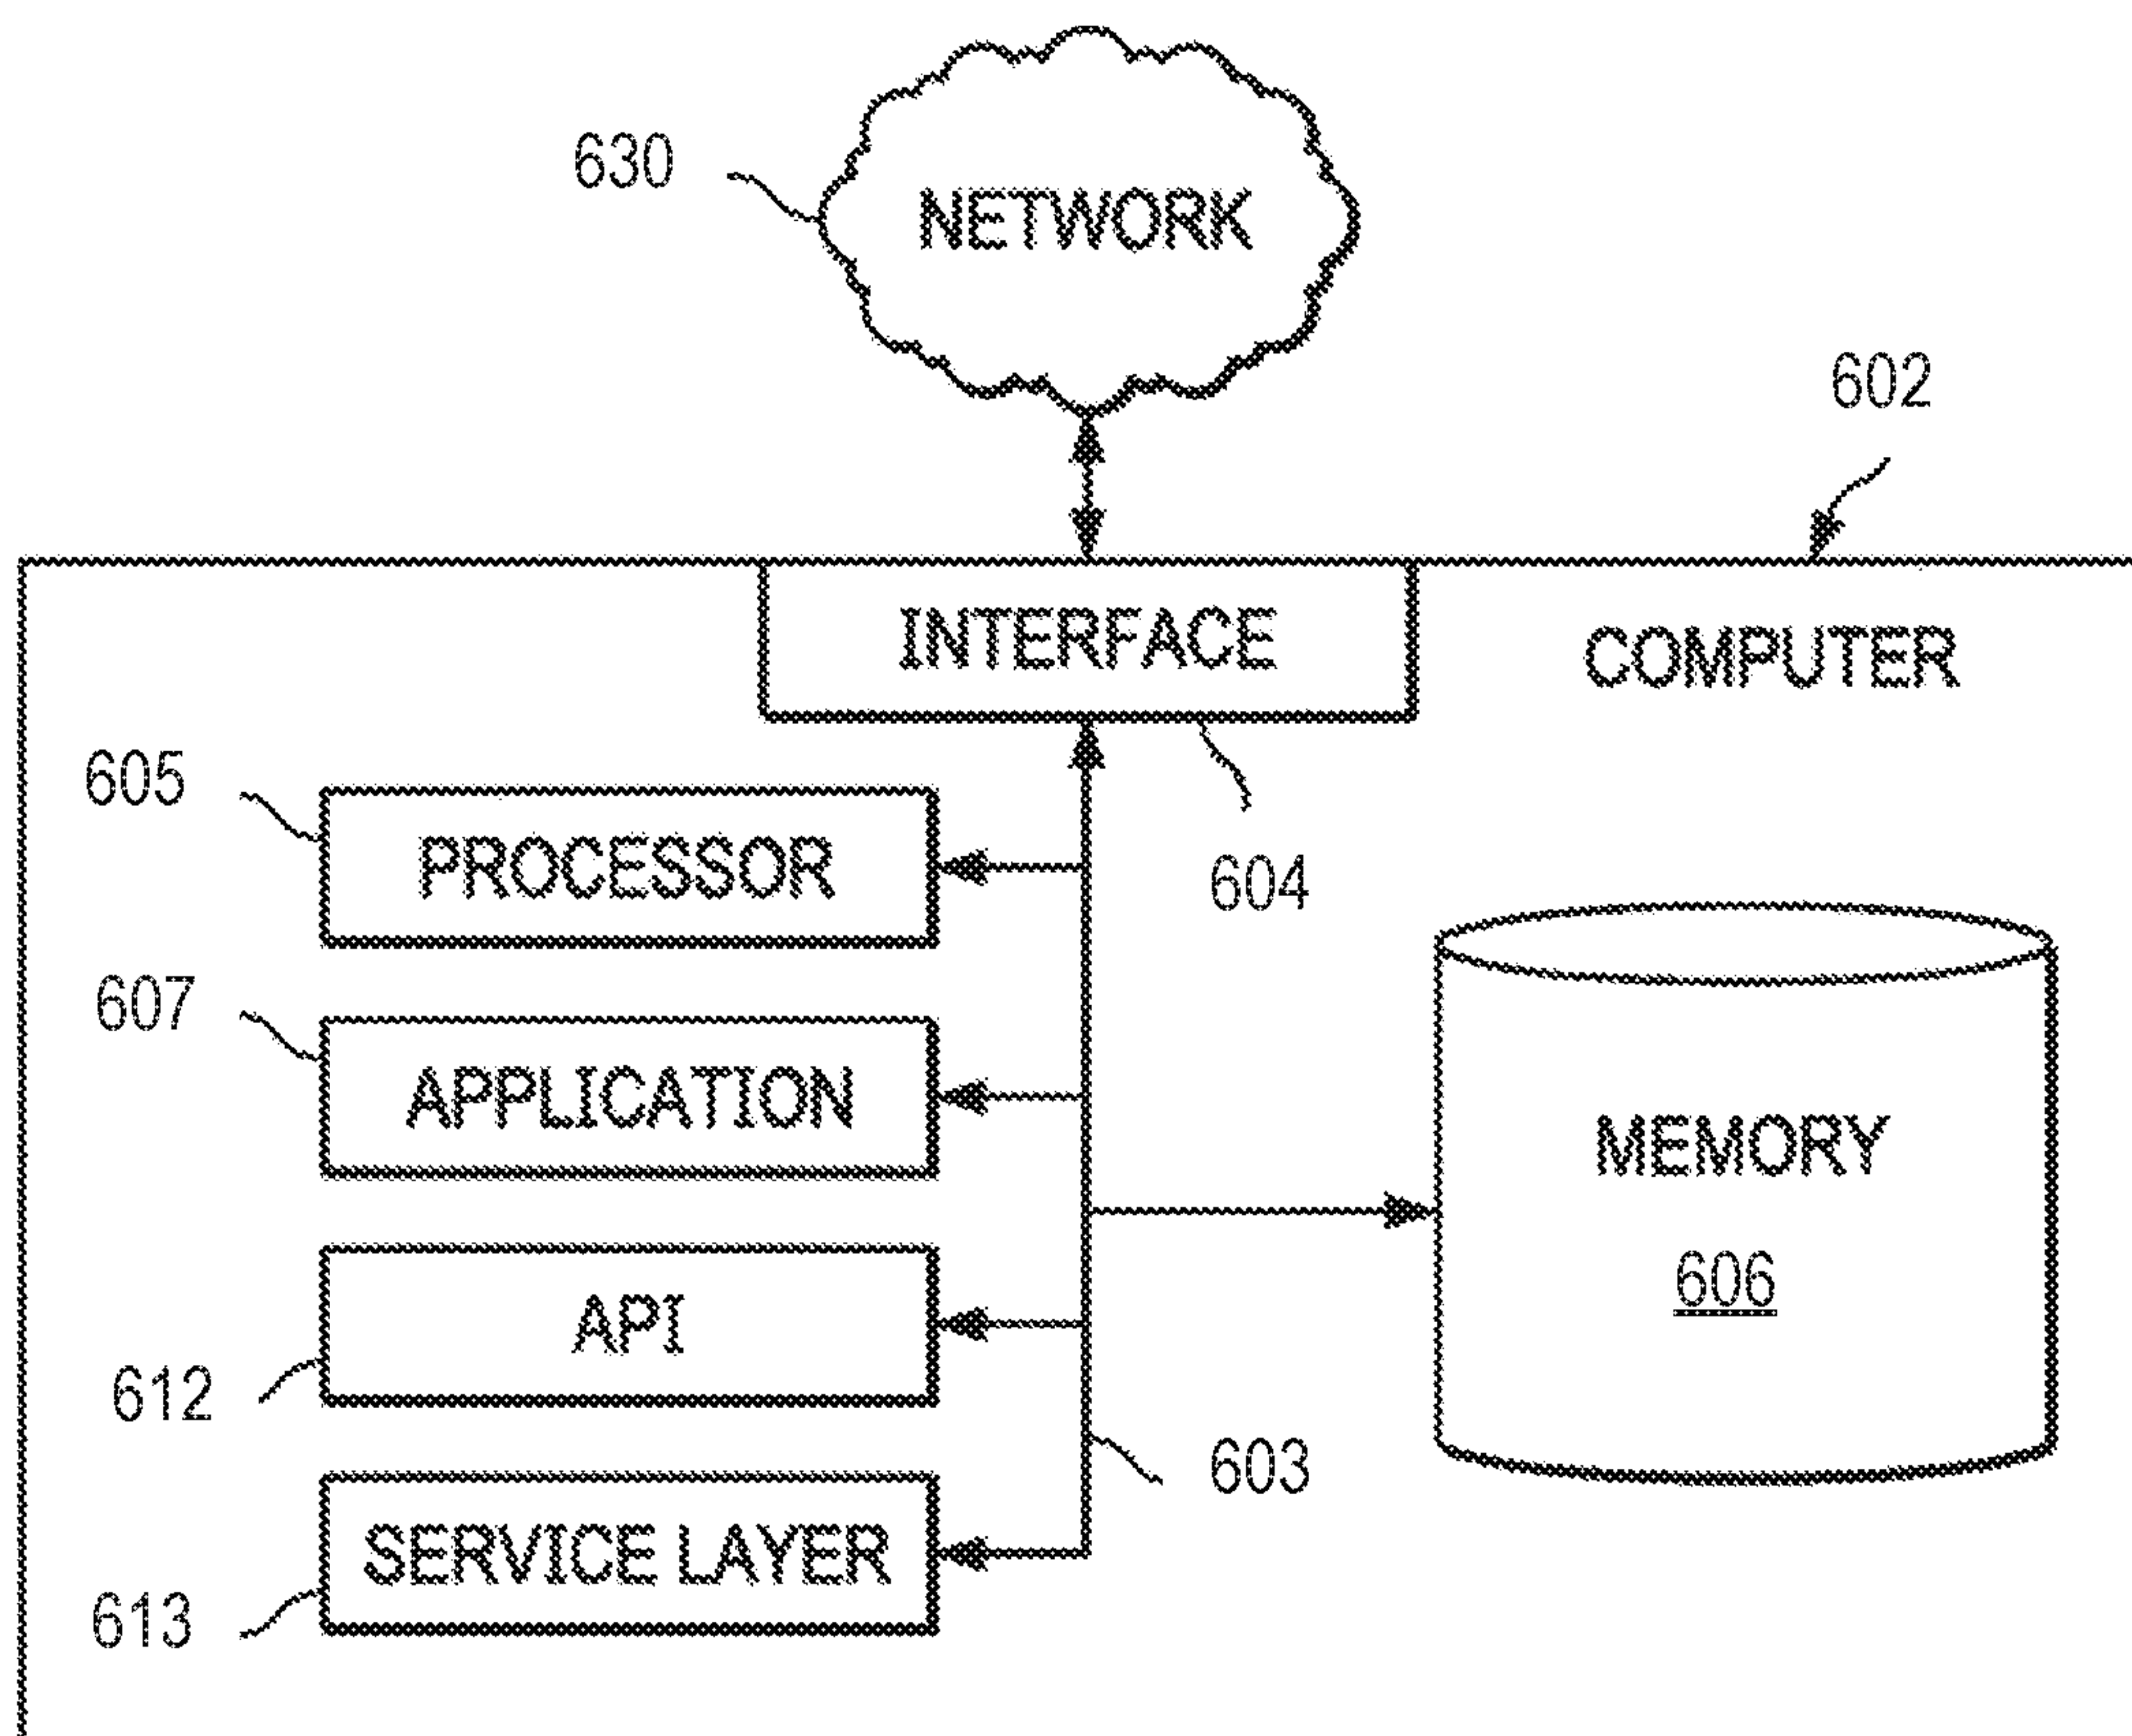 630
NETWORK
602
INTERFACE
COMPUTER
605
PROCESSOR
604
607
APPLICATION
MEMORY
606
API
612
603
SERVICE LAYER
613